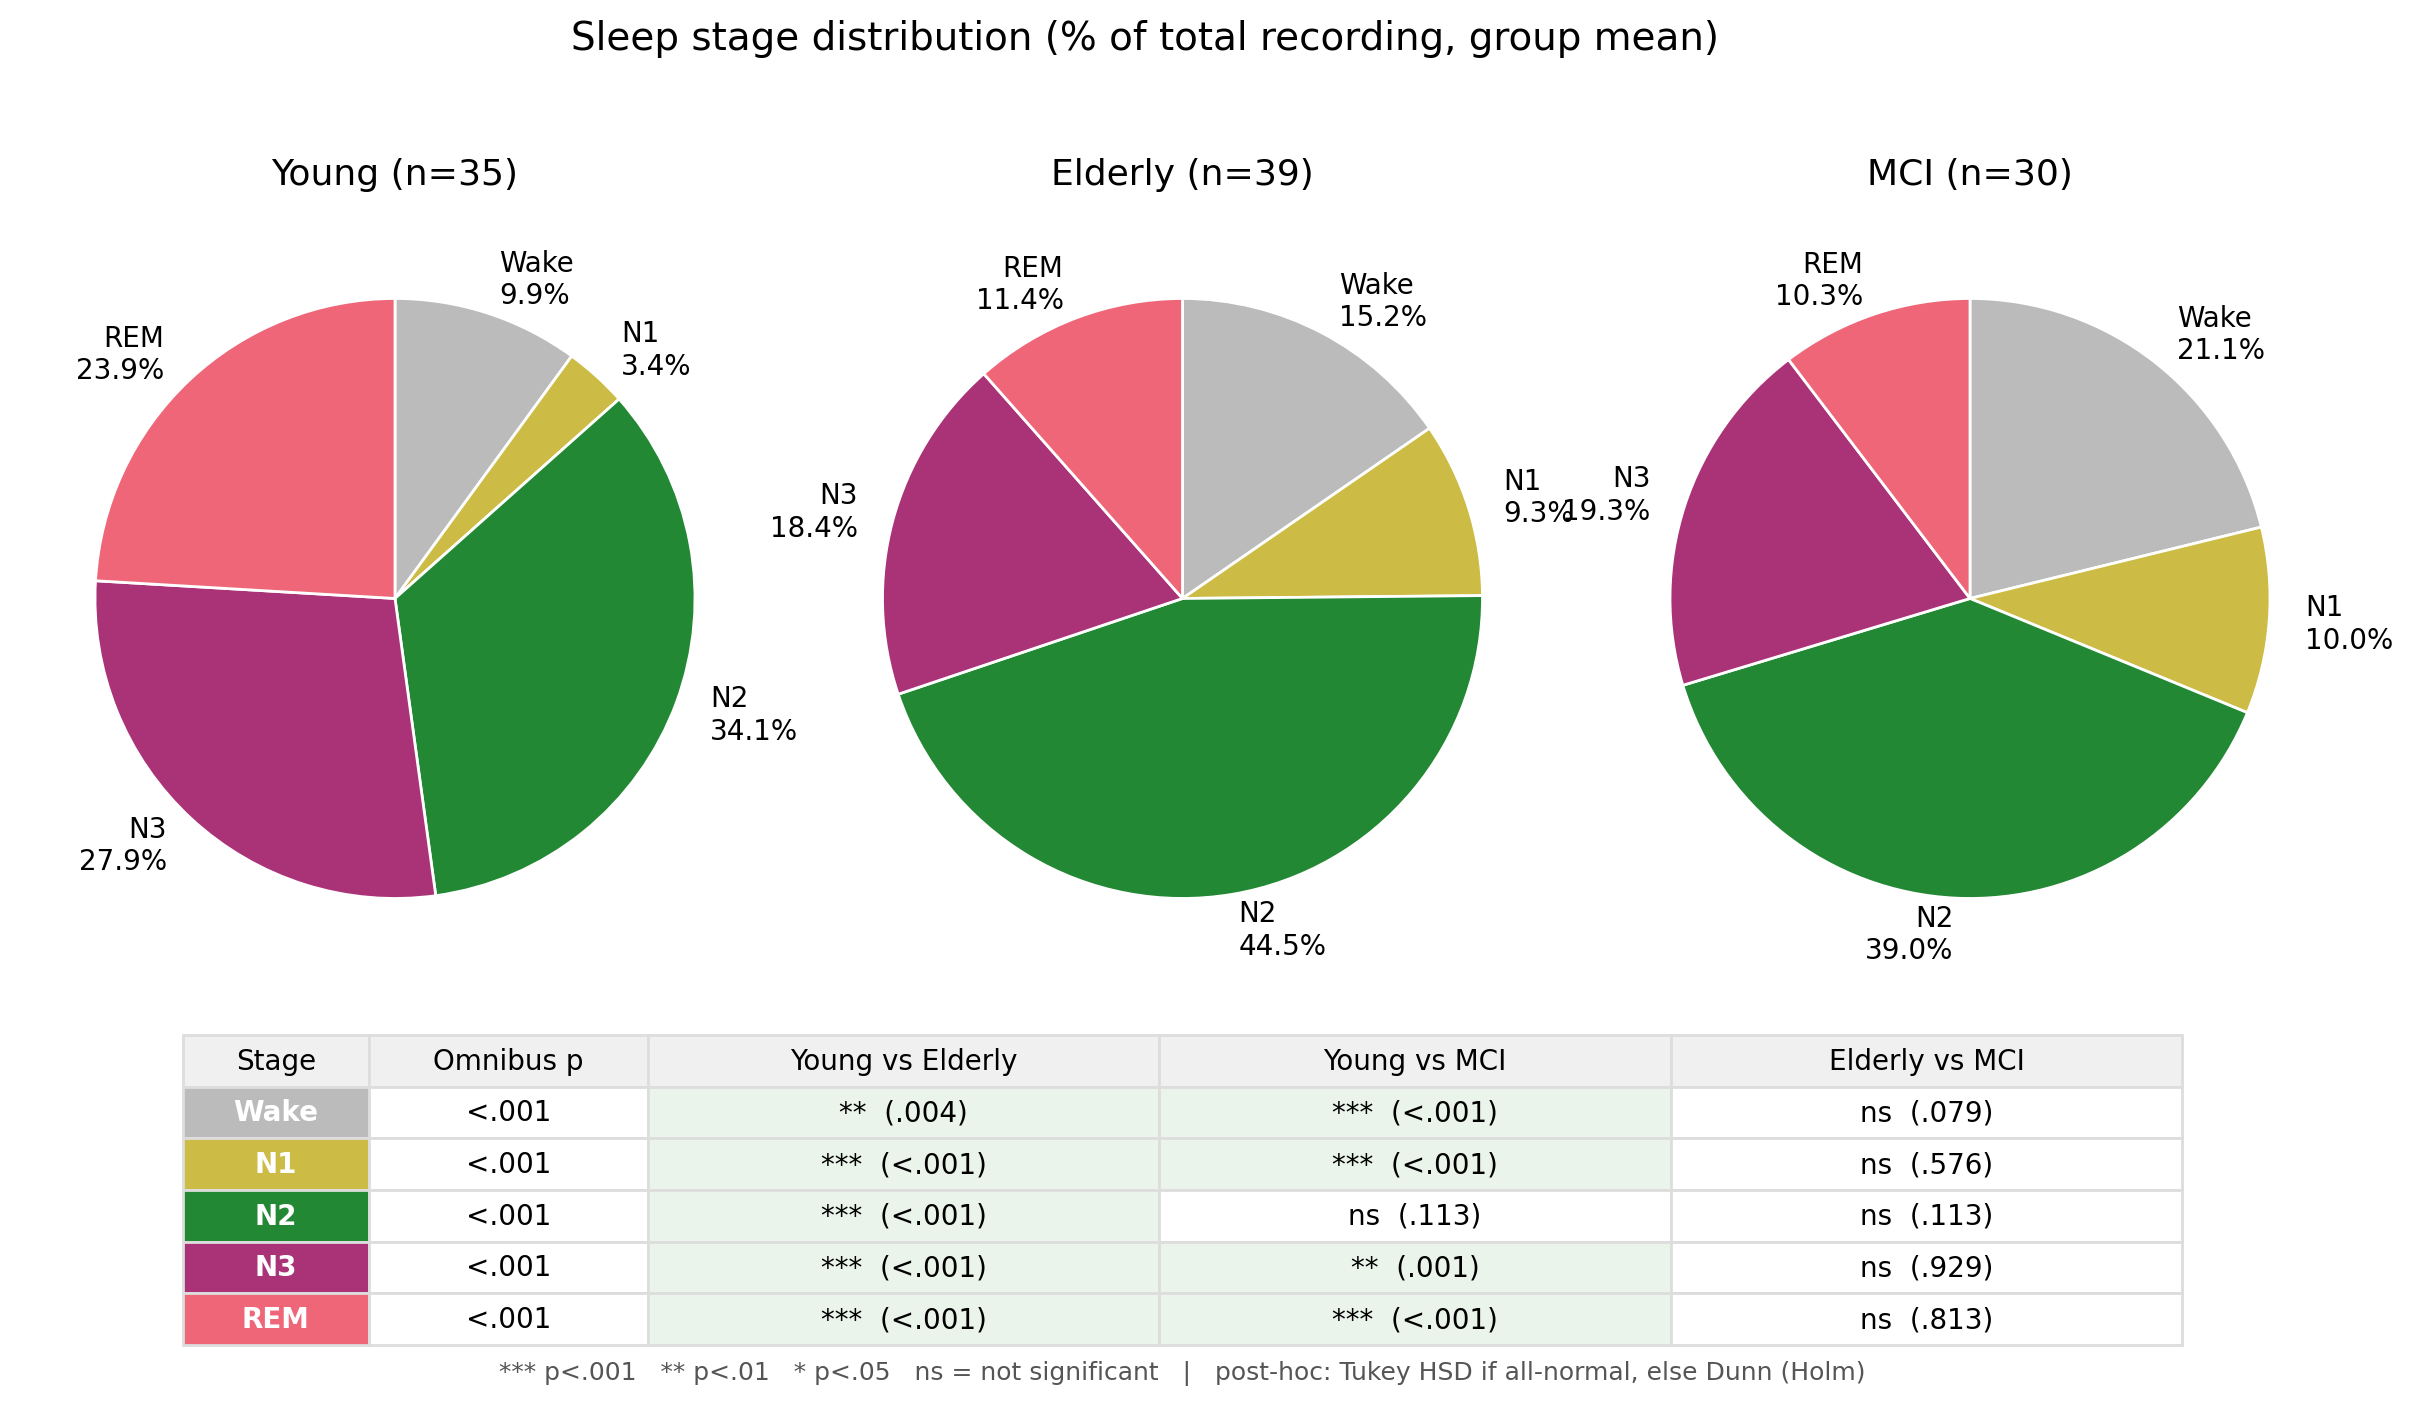 Sleep stage distribution (% of total recording, group mean)
Young (n=35)
Wake
9.9%
N1
3.4%
N2
34.1%
N3
27.9%
REM
23.9%
Elderly (n=39)
Wake
15.2%
N1
9.3%
N2
44.5%
N3
18.4%
REM
11.4%
MCI (n=30)
Wake
21.1%
N1
10.0%
N2
39.0%
N3
19.3%
REM
10.3%
Stage Omnibus p Young vs Elderly Young vs MCI Elderly vs MCI
Wake <.001 ** (.004) *** (<.001) ns (.079)
N1 <.001 *** (<.001) *** (<.001) ns (.576)
N2 <.001 *** (<.001) ns (.113) ns (.113)
N3 <.001 *** (<.001) ** (.001) ns (.929)
REM <.001 *** (<.001) *** (<.001) ns (.813)
*** p<.001 ** p<.01 * p<.05 ns = not significant | post-hoc: Tukey HSD if all-normal, else Dunn (Holm)